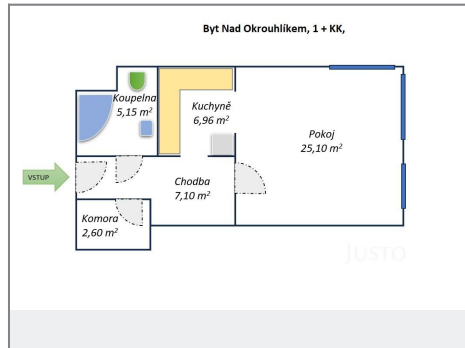 Byt Nad Okrouhlíkem, 1 + KK,
Koupelna
5,15 m²
Kuchyně
6,96 m²
Pokoj
25,10 m²
VSTUP
Chodba
7,10 m²
Komora
2,60 m²
JUSTO